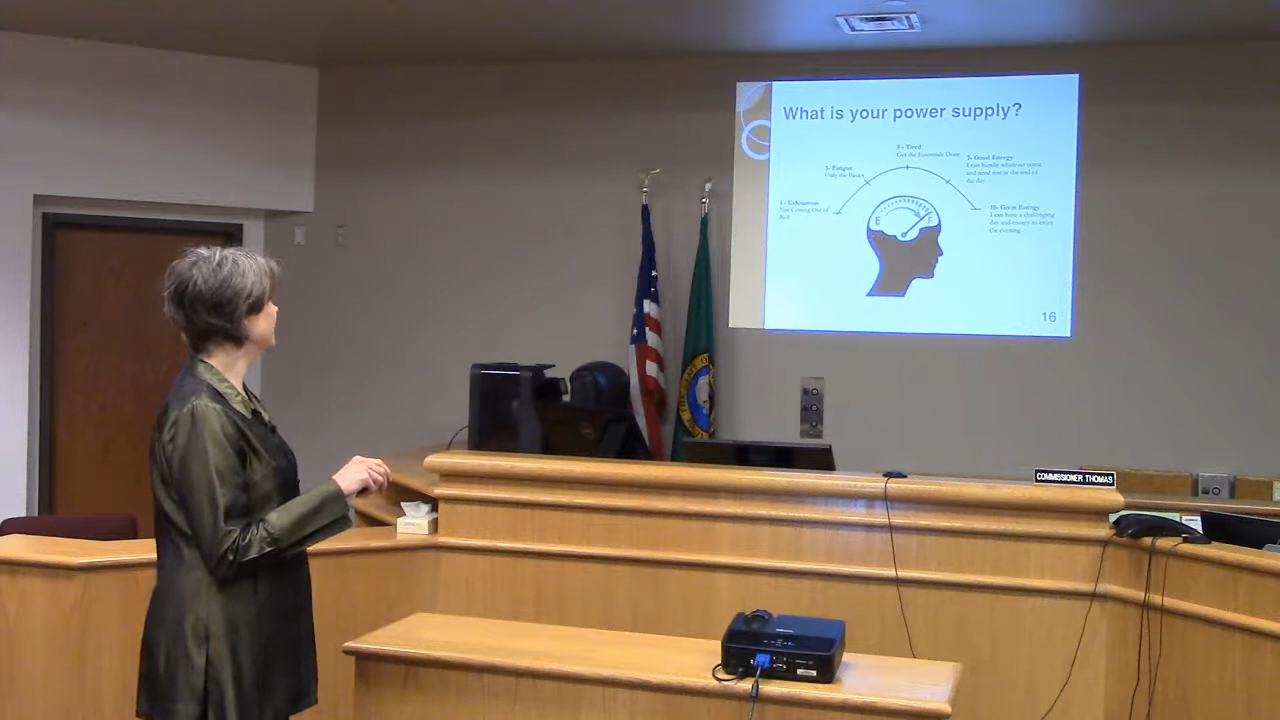 What is your power supply?
5 - Tired
Get the Essentials Done
3- Fatigue
Only the Basics
7- Good Energy
I can handle whatever come
and need rest at the end of
the day
1 - Exhaustion
Not Getting Out of
Bed
10- Great Energy
I can have a challenging
day and energy to enjoy
the evening
E
F
16
COMMISSIONER THOMAS